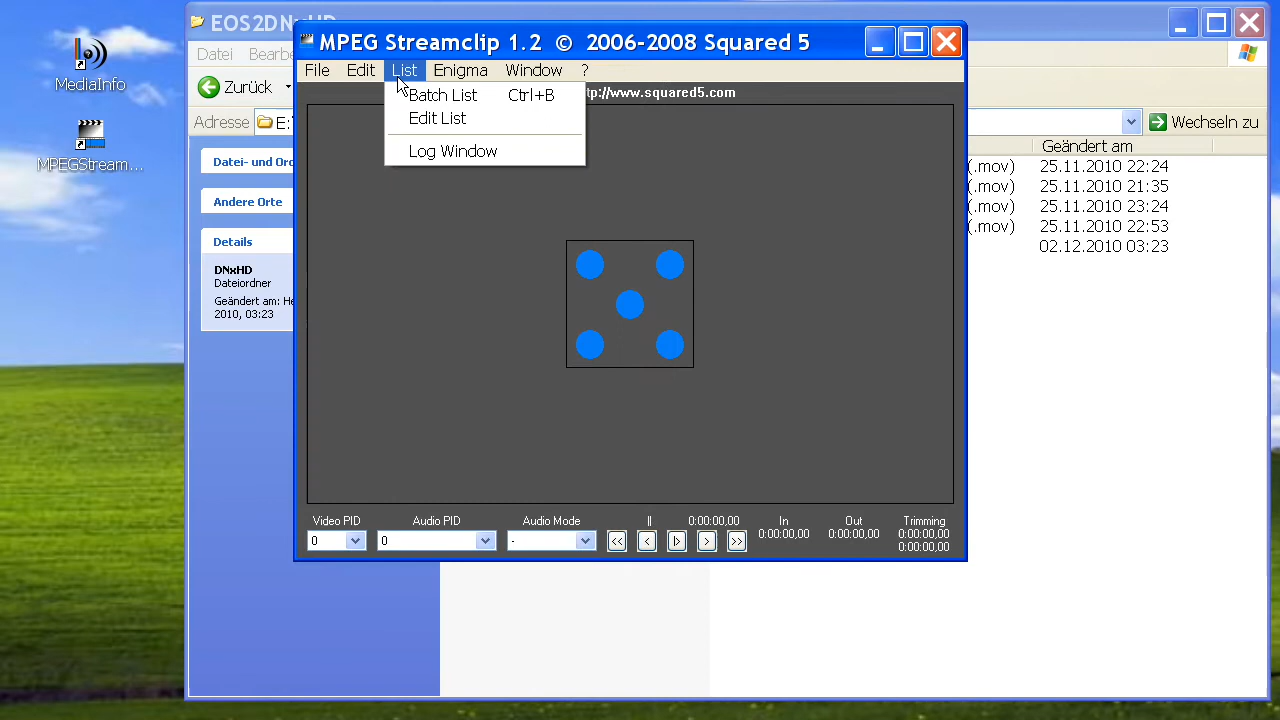 EOS2DNxHD
MPEG Streamclip 1.2 © 2006-2008 Squared 5
MediaInfo
MPEGStream...
Datei Bearbe
File Edit List Enigma Window ?
Zurück
Batch List Ctrl+B
Edit List
Log Window
tp://www.squared5.com
Adresse E:
Wechseln zu
Geändert am
Datei- und Ord
Andere Orte
Details
DNxHD
Dateiordner
Geändert am: He
2010, 03:23
(.mov) 25.11.2010 22:24
(.mov) 25.11.2010 21:35
(.mov) 25.11.2010 23:24
(.mov) 25.11.2010 22:53
02.12.2010 03:23
Video PID Audio PID Audio Mode || 0:00:00,00 In Out Trimming
0 0 - << < |> > >> 0:00:00,00 0:00:00,00 0:00:00,00
0:00:00,00